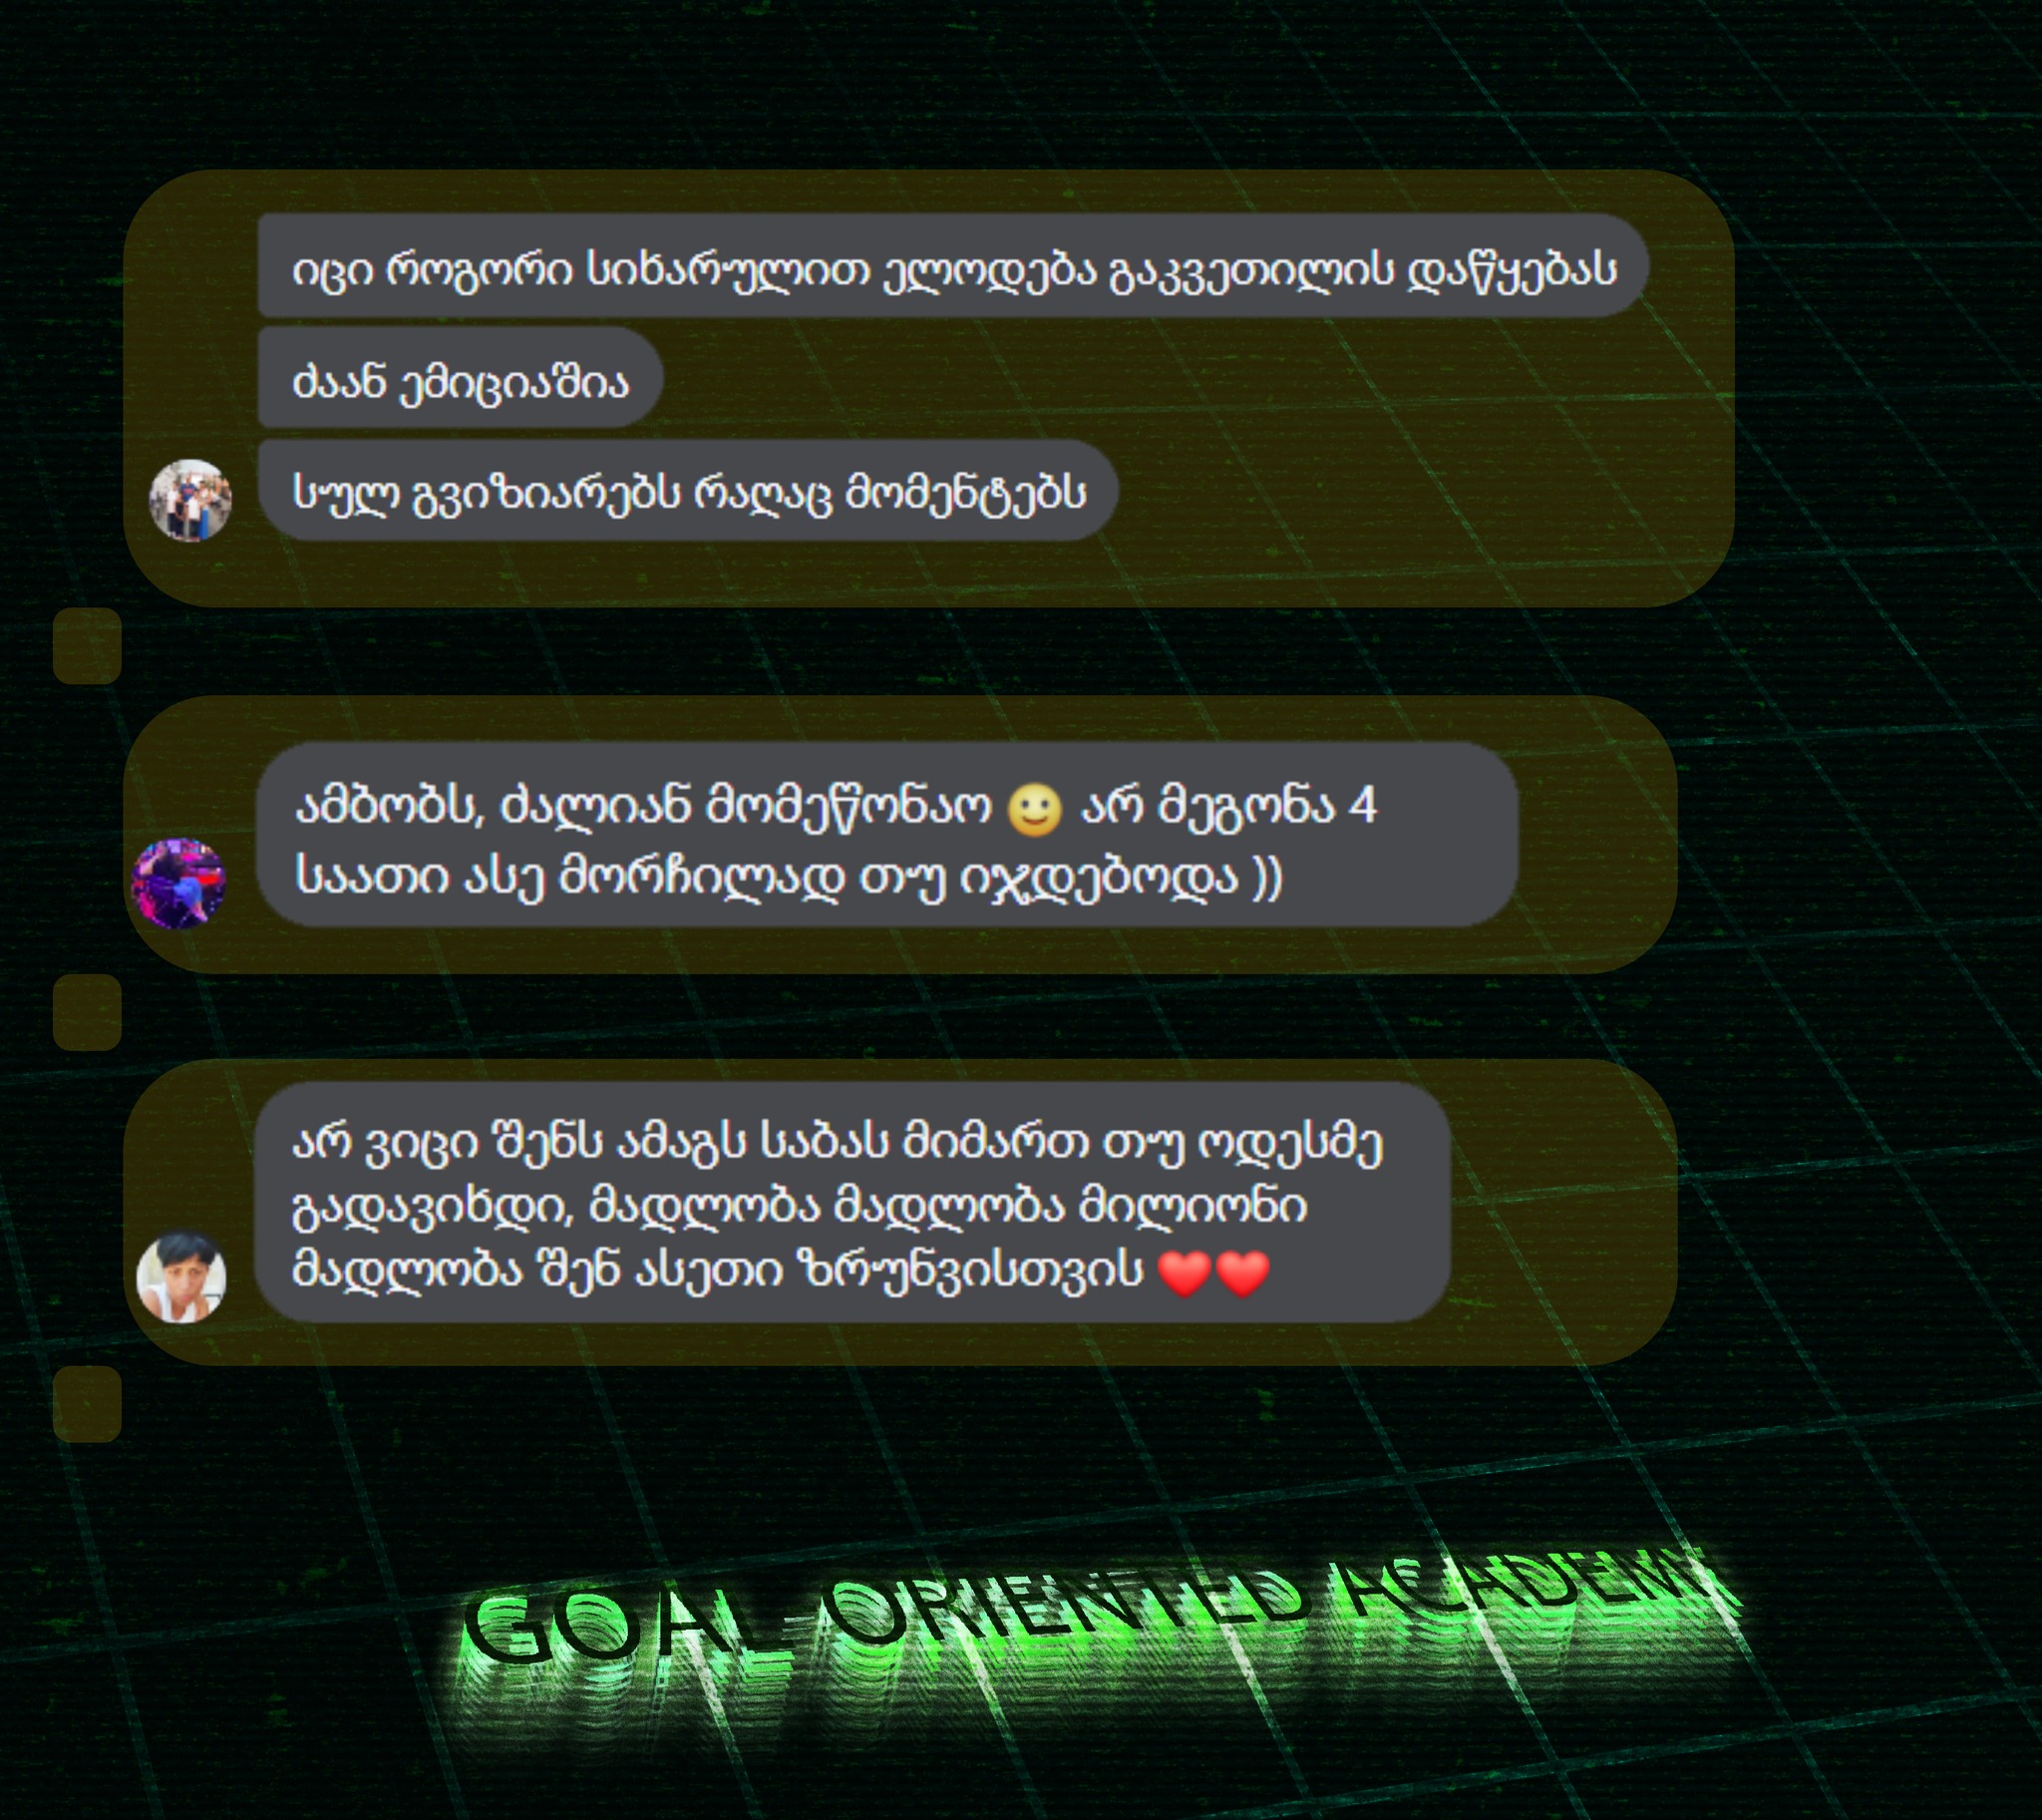 იცი როგორი სიხარულით ელოდება გაკვეთილის დაწყებას
ძაან ემიციაშია
სულ გვიზიარებს რაღაც მომენტებს
ამბობს, ძალიან მომეწონაო 🙂 არ მეგონა 4
საათი ასე მორჩილად თუ იჯდებოდა ))
არ ვიცი შენს ამაგს საბას მიმართ თუ ოდესმე
გადავიხდი, მადლობა მადლობა მილიონი
მადლობა შენ ასეთი ზრუნვისთვის ❤️❤️
GOAL ORIENTED ACADEMY